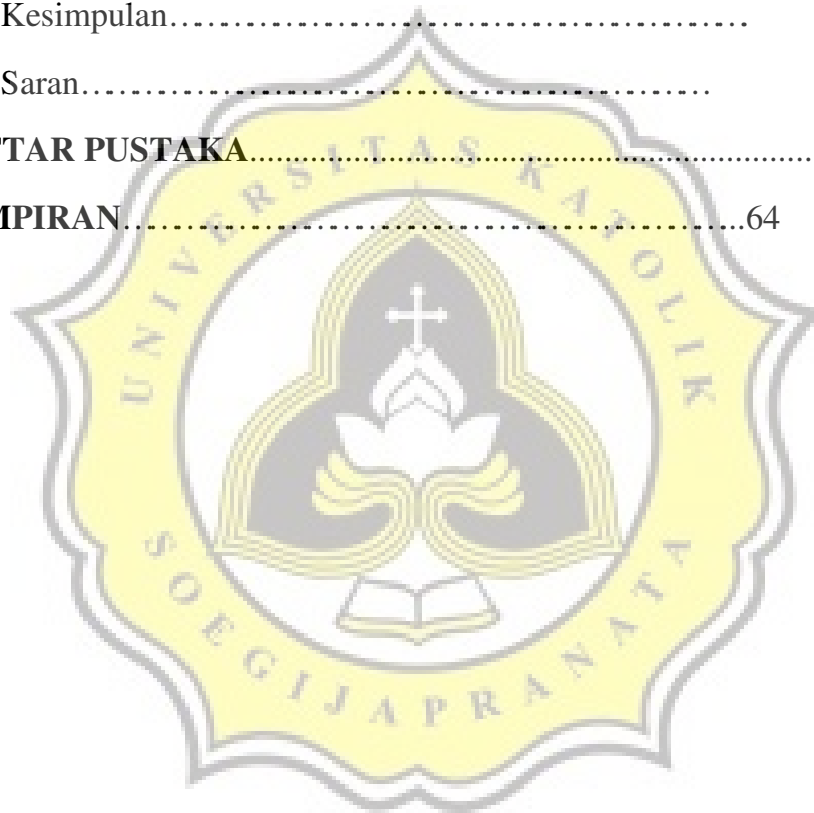 Kesimpulan……………………………………………………….
Saran……………………………………………………………
TAR PUSTAKA..........................................................................
MPIRAN…………………………………………………………..64
UNIVERSITAS KATOLIK
SOEGIJAPRANATA